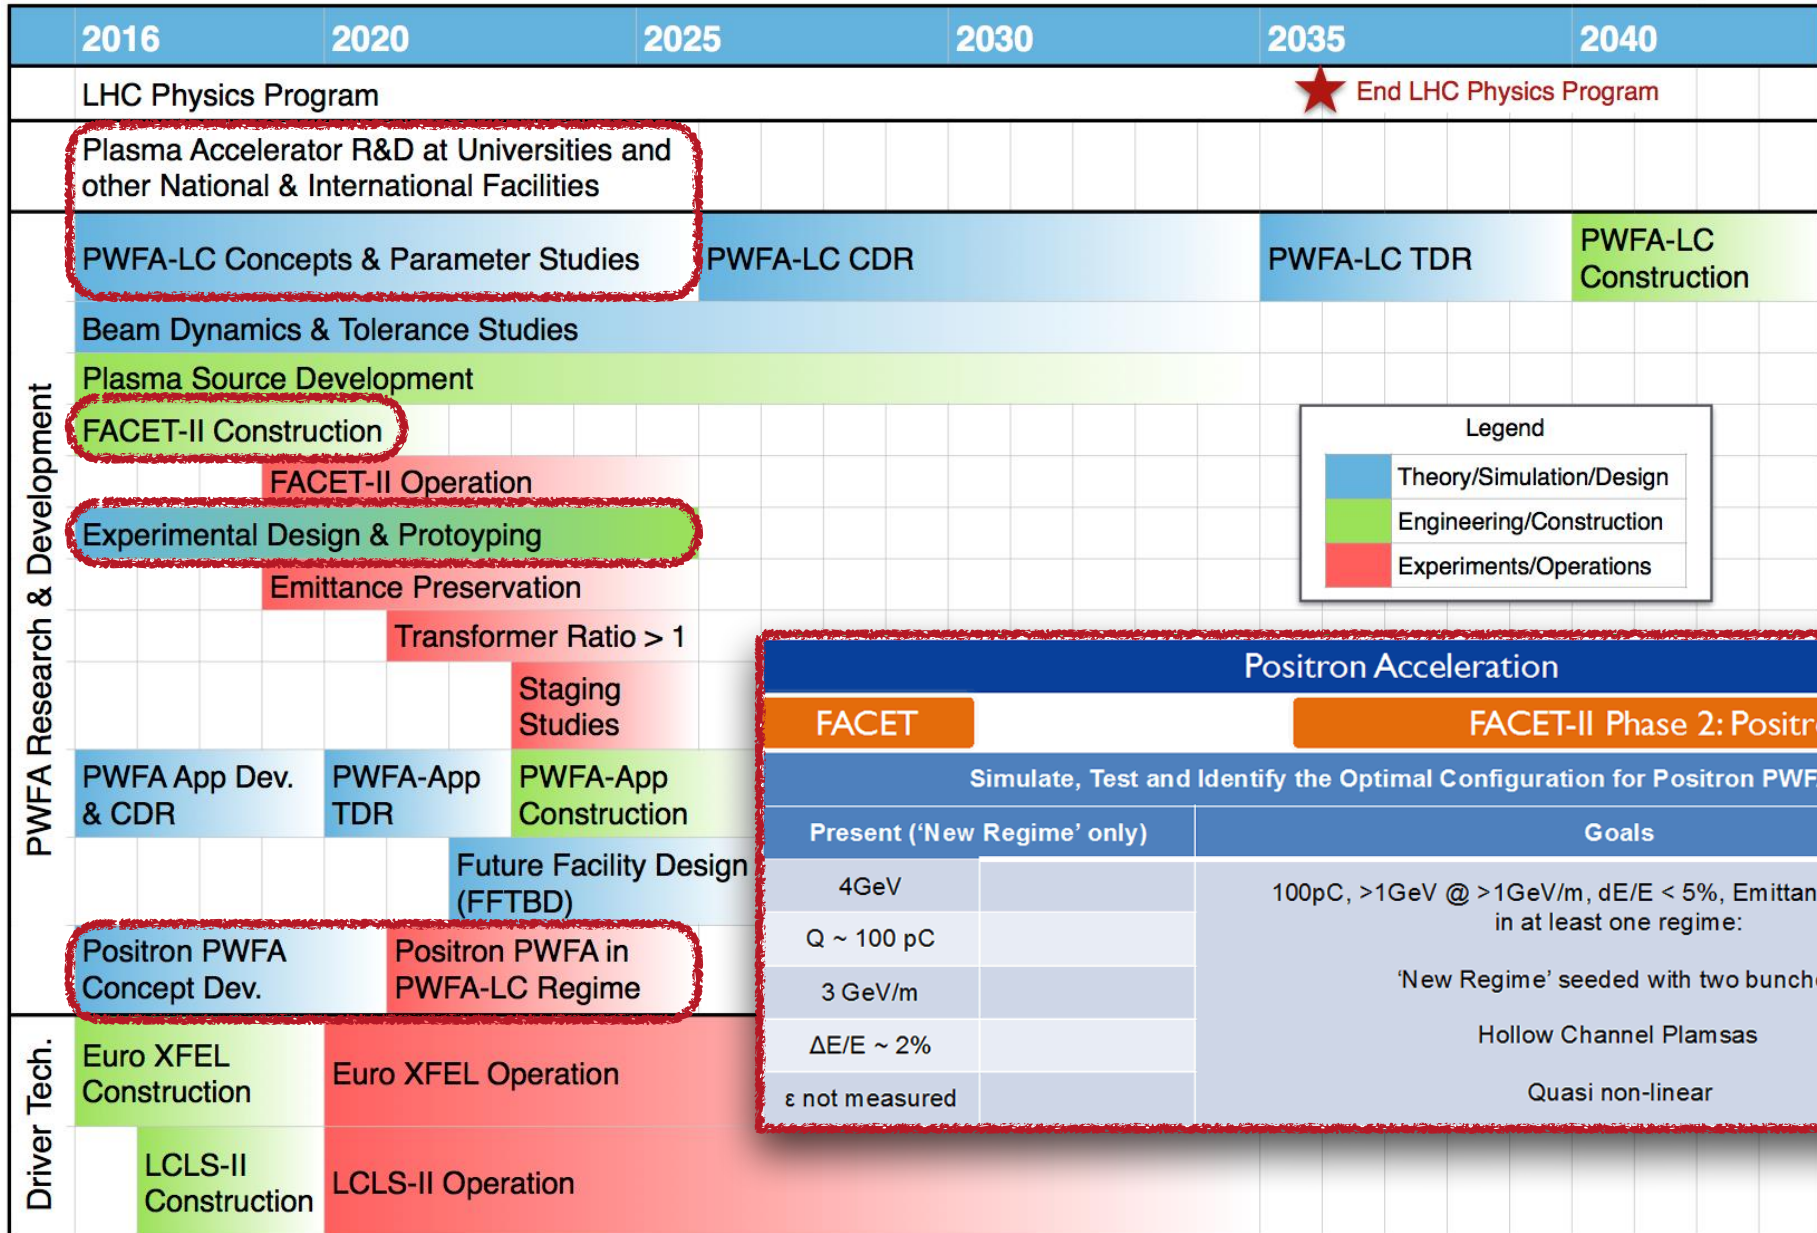 2016 2020 2025 2030 2035 2040
LHC Physics Program
End LHC Physics Program
Plasma Accelerator R&D at Universities and
other National & International Facilities
PWFA Research & Development
PWFA-LC Concepts & Parameter Studies
PWFA-LC CDR
PWFA-LC TDR
PWFA-LC
Construction
Beam Dynamics & Tolerance Studies
Plasma Source Development
FACET-II Construction
FACET-II Operation
Experimental Design & Protoyping
Emittance Preservation
Transformer Ratio > 1
Staging
Studies
PWFA App Dev.
& CDR
PWFA-App
TDR
PWFA-App
Construction
Future Facility Design
(FFTBD)
Positron PWFA
Concept Dev.
Positron PWFA in
PWFA-LC Regime
Legend
Theory/Simulation/Design
Engineering/Construction
Experiments/Operations
Positron Acceleration
FACET
FACET-II Phase 2: Positr
Simulate, Test and Identify the Optimal Configuration for Positron PWF
Present (‘New Regime’ only)
Goals
4GeV
Q ~ 100 pC
3 GeV/m
ΔE/E ~ 2%
ε not measured
100pC, >1GeV @ >1GeV/m, dE/E < 5%, Emittan
in at least one regime:
‘New Regime’ seeded with two bunch
Hollow Channel Plamsas
Quasi non-linear
Driver Tech.
Euro XFEL
Construction
Euro XFEL Operation
LCLS-II
Construction
LCLS-II Operation